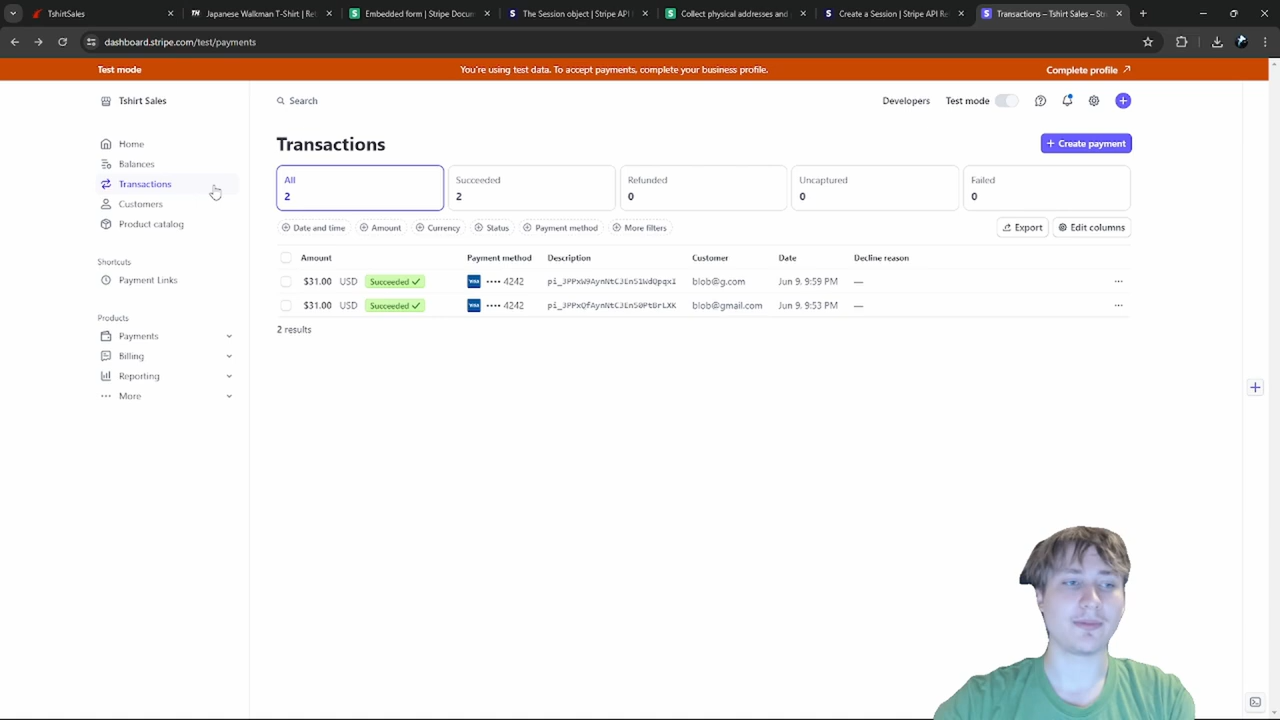 TshirtSales
Japanese Walkman T-Shirt | Ret
Embedded form | Stripe Docum
The Session object | Stripe API
Collect physical addresses and
Create a Session | Stripe API Re
Transactions – Tshirt Sales – St
dashboard.stripe.com/test/payments
Test mode
You're using test data. To accept payments, complete your business profile.
Complete profile
Tshirt Sales
Search
Developers
Test mode
Home
Balances
Transactions
Customers
Product catalog
Shortcuts
Payment Links
Products
Payments
Billing
Reporting
More
Transactions
+ Create payment
All
2
Succeeded
2
Refunded
0
Uncaptured
0
Failed
0
Date and time
Amount
Currency
Status
Payment method
More filters
Export
Edit columns
Amount Payment method Description Customer Date Decline reason
$31.00 USD Succeeded ✓ VISA •••• 4242 blob@g.com Jun 9, 9:59 PM — ···
$31.00 USD Succeeded ✓ VISA •••• 4242 blob@gmail.com Jun 9, 9:53 PM — ···
2 results